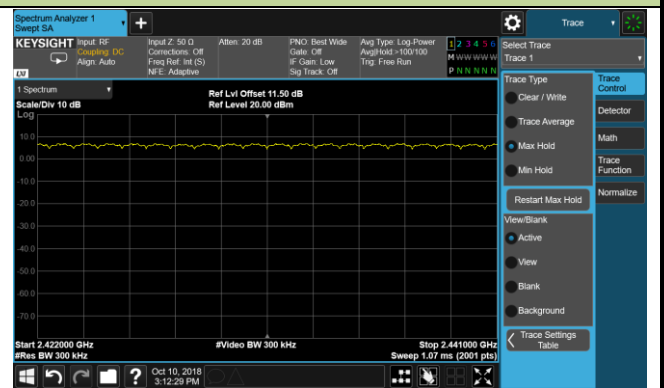 Spectrum Analyzer 1
Swept SA
+
Trace
KEYSIGHT
Input: RF
Coupling: DC
Align: Auto
Input Z: 50 Ω
Corrections: Off
Freq Ref: Int (S)
NFE: Adaptive
Atten: 20 dB
PNO: Best Wide
Gate: Off
IF Gain: Low
Sig Track: Off
Avg Type: Log-Power
Avg|Hold:>100/100
Trig: Free Run
1 2 3 4 5 6
M W W W W W
P N N N N N
LXI
Select Trace
Trace 1
1 Spectrum
Scale/Div 10 dB
Log
Ref Lvl Offset 11.50 dB
Ref Level 20.00 dBm
10.0
0.00
-10.0
-20.0
-30.0
-40.0
-50.0
-60.0
-70.0
Start 2.422000 GHz
#Res BW 300 kHz
#Video BW 300 kHz
Stop 2.441000 GHz
Sweep 1.07 ms (2001 pts)
Trace Type
Clear / Write
Trace Average
Max Hold
Min Hold
Restart Max Hold
View/Blank
Active
View
Blank
Background
Trace Settings
Table
Trace
Control
Detector
Math
Trace
Function
Normalize
?
Oct 10, 2018
3:12:29 PM